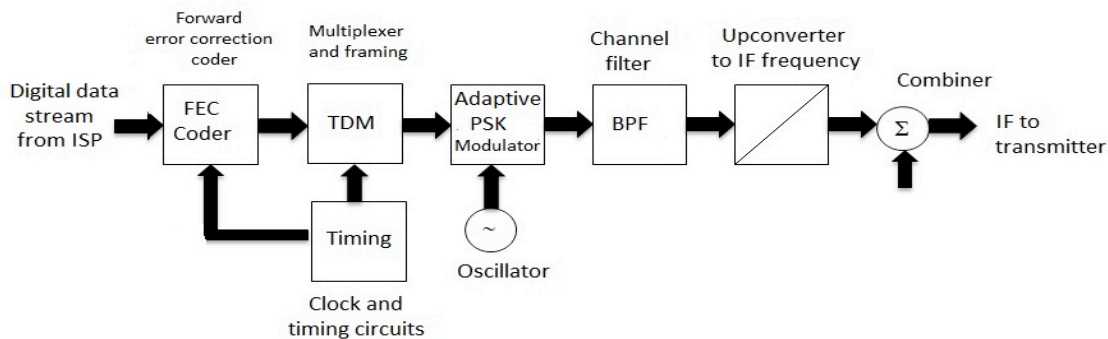 Forward
error correction
coder
Multiplexer
and framing
Channel
filter
Upconverter
to IF frequency
Combiner
Digital data
stream
from ISP
FEC
Coder
TDM
Adaptive
PSK
Modulator
BPF
Σ
IF to
transmitter
Timing
~
Oscillator
Clock and
timing circuits